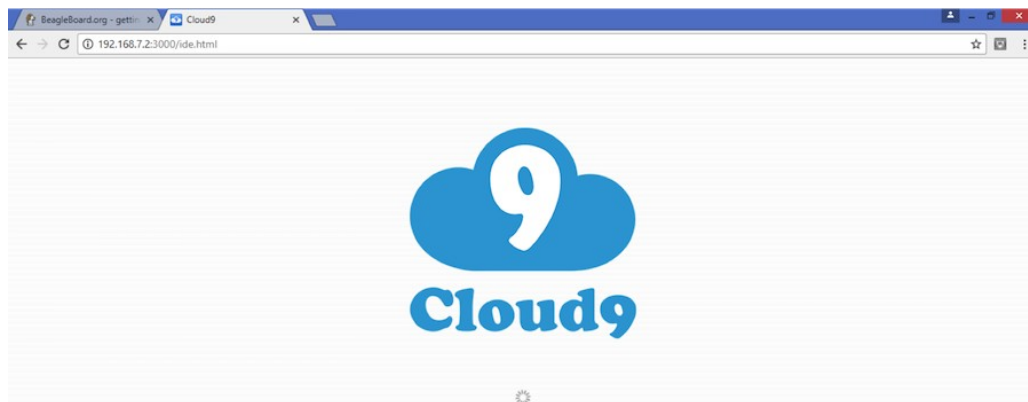 BeagleBoard.org - gettin
Cloud9
192.168.7.2:3000/ide.html
9
Cloud9